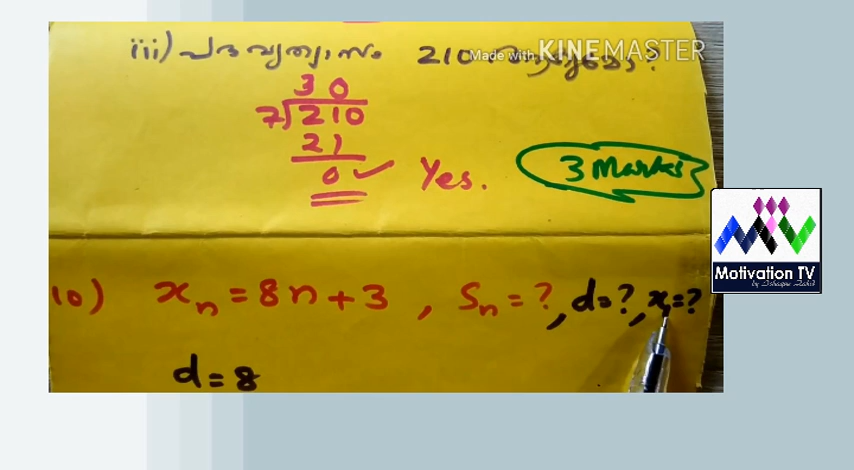 iii) പദവ്യത്യാസം 210
Made with KINEMASTER
30
7)210
21
0 ✓ Yes.
3 Marks
Motivation TV
10) xₙ = 8n + 3 , Sₙ = ? , d = ? , x₁ = ?
d = 8